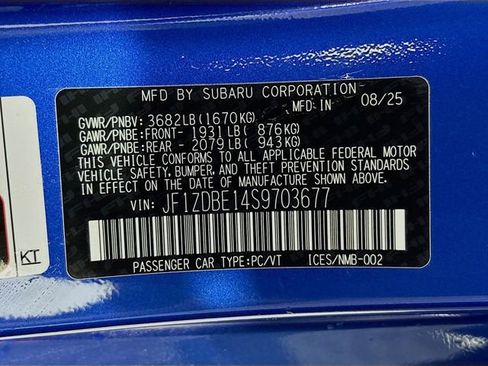 MFD BY SUBARU CORPORATION
MFD IN 08/25
GVWR/PNBV: 3682LB(1670KG)
GAWR/PNBE:FRONT- 1931LB( 876KG)
GAWR/PNBE:REAR - 2079LB( 943KG)
THIS VEHICLE CONFORMS TO ALL APPLICABLE FEDERAL MOTOR
VEHICLE SAFETY, BUMPER, AND THEFT PREVENTION STANDARDS
IN EFFECT ON THE DATE OF MANUFACTURE SHOWN ABOVE.
VIN: JF1ZDBE14S9703677
PASSENGER CAR TYPE:PC/VT ICES/NMB-002
KT